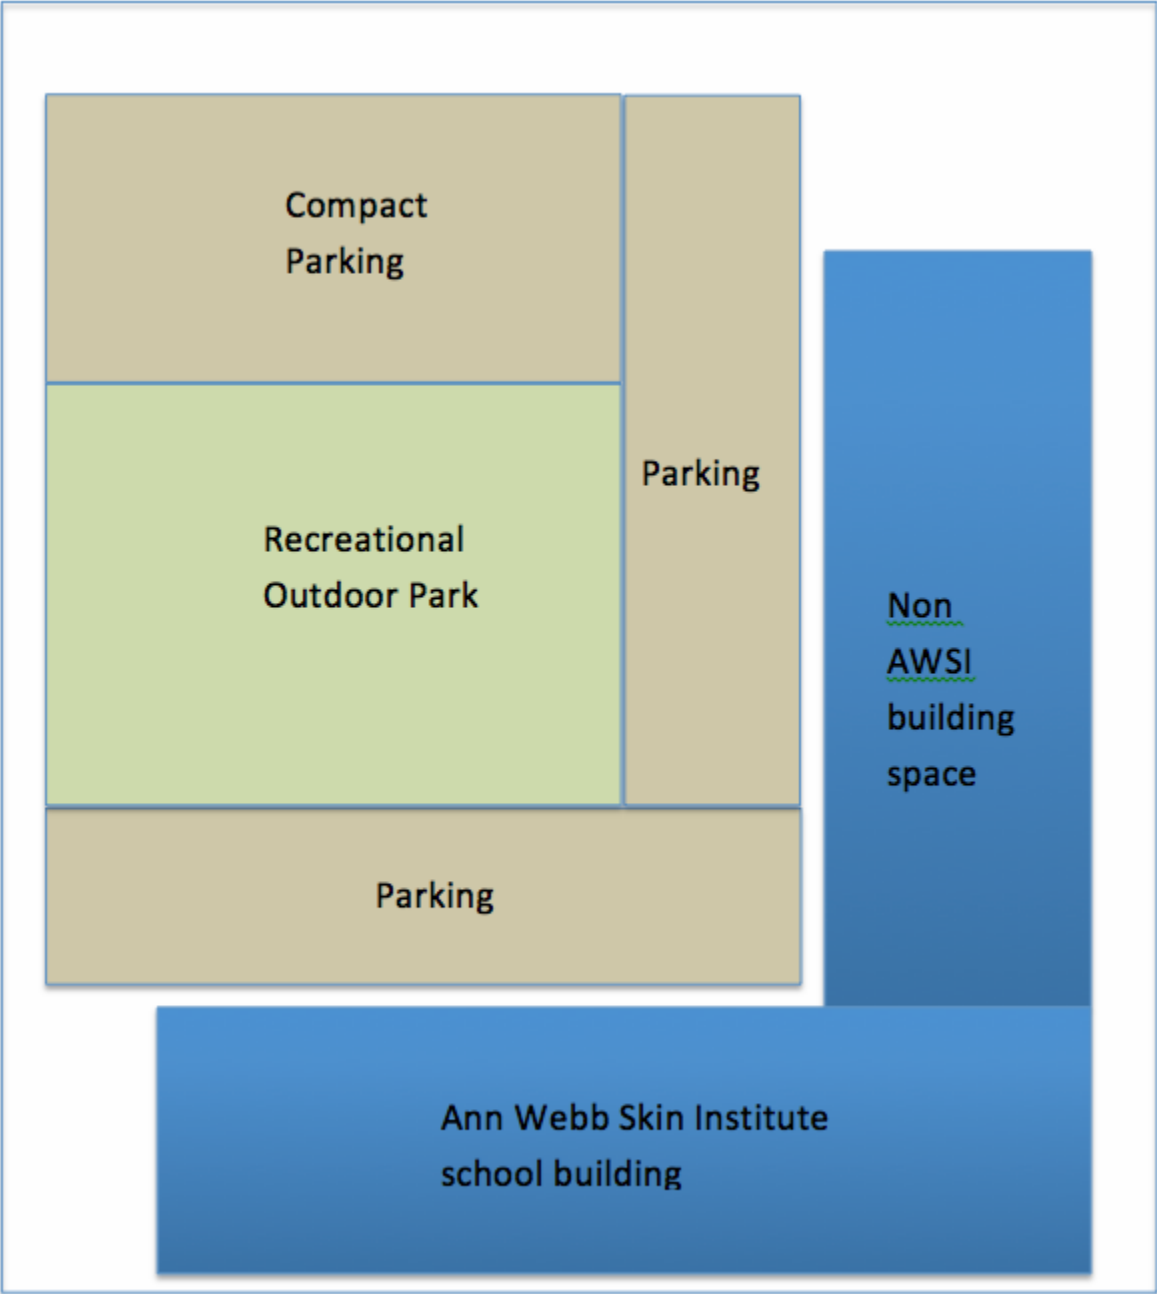 Compact
Parking
Parking
Recreational
Outdoor Park
Non
AWSI
building
space
Parking
Ann Webb Skin Institute
school building